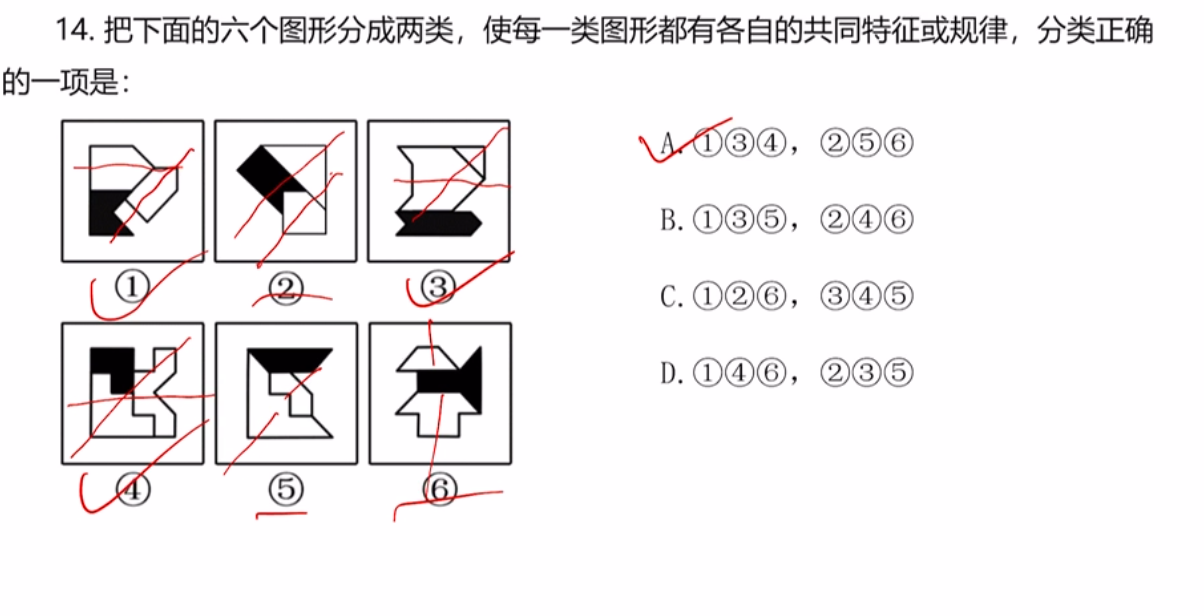 14. 把下面的六个图形分成两类，使每一类图形都有各自的共同特征或规律，分类正确
的一项是：
① ② ③
④ ⑤ ⑥
A. ①③④，②⑤⑥
B. ①③⑤，②④⑥
C. ①②⑥，③④⑤
D. ①④⑥，②③⑤